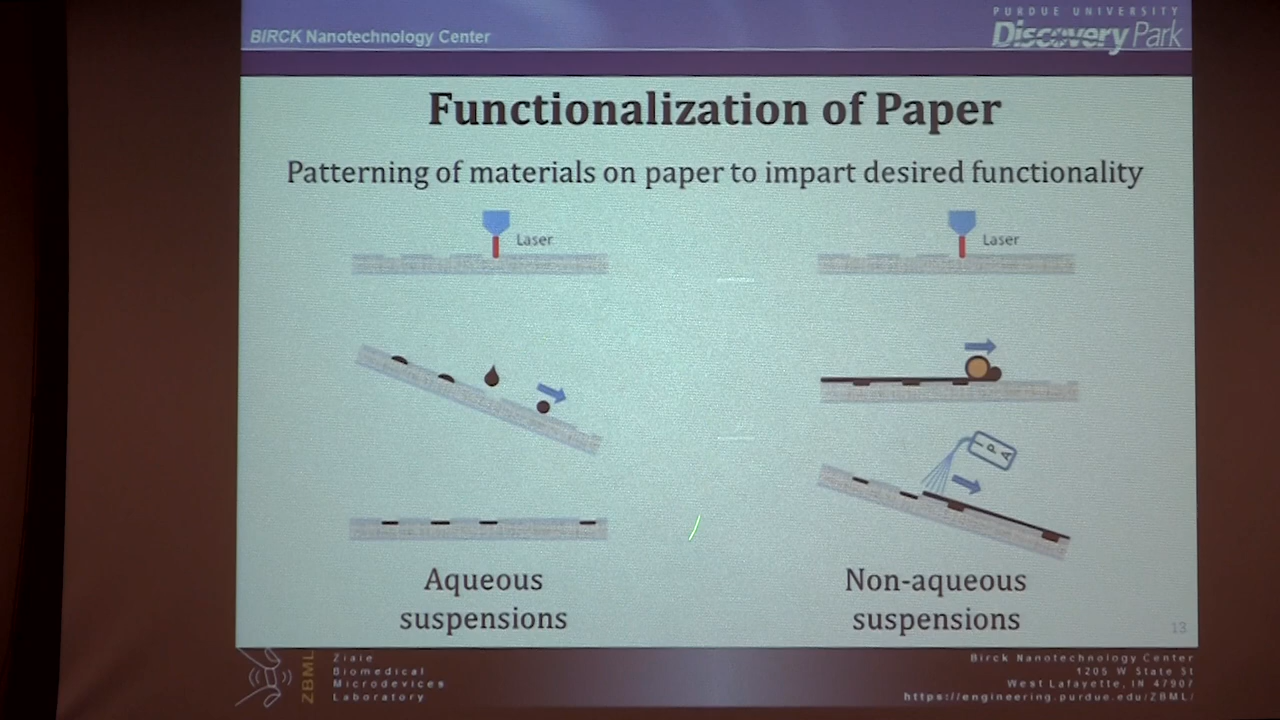 BIRCK Nanotechnology Center
PURDUE UNIVERSITY
Discovery Park
Functionalization of Paper
Patterning of materials on paper to impart desired functionality
Laser
Laser
IPA
Aqueous
suspensions
Non-aqueous
suspensions
13
ZBML
Ziaie
Biomedical
Microdevices
Laboratory
Birck Nanotechnology Center
1205 W State St
West Lafayette, IN 47907
https://engineering.purdue.edu/ZBML/